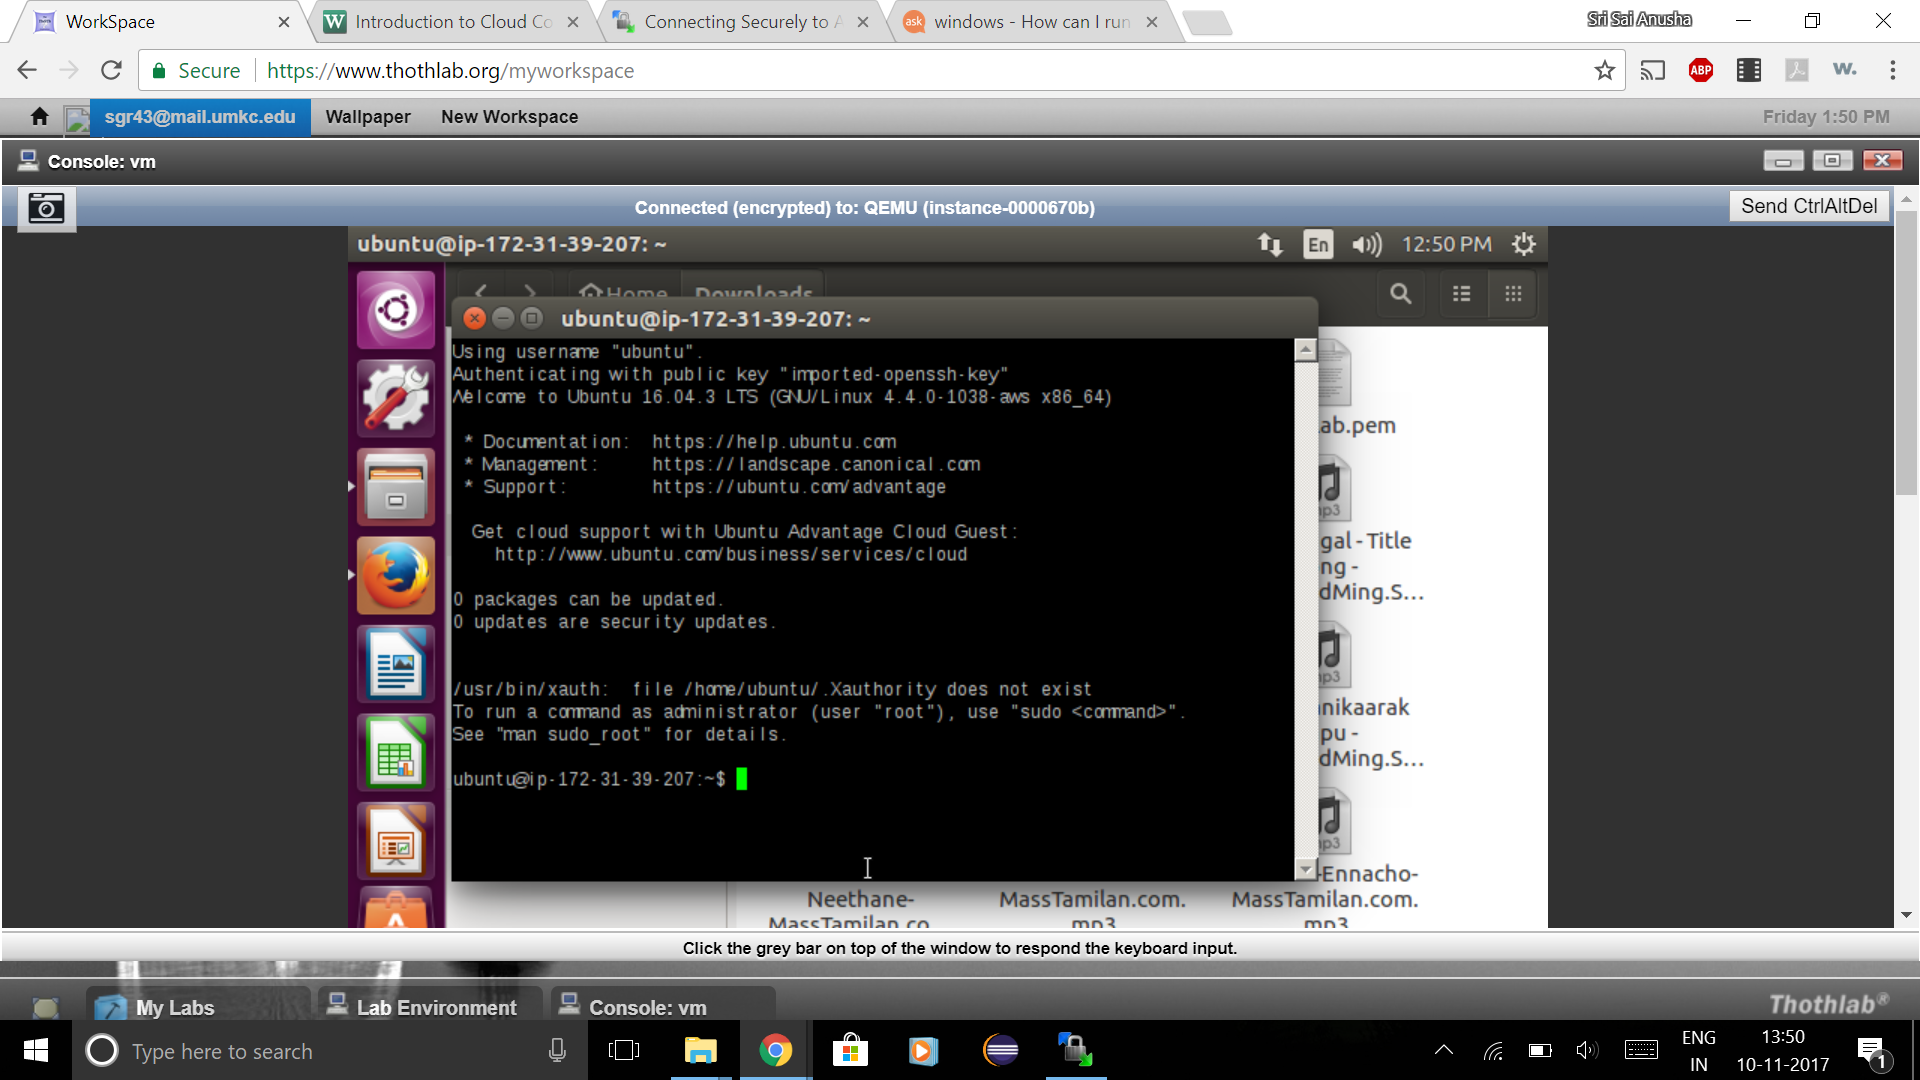 WorkSpace
Introduction to Cloud Co
Connecting Securely to A
ask
windows - How can I run
Sri Sai Anusha
Secure
https://www.thothlab.org/myworkspace
ABP
w.
sgr43@mail.umkc.edu
Wallpaper
New Workspace
Friday 1:50 PM
Console: vm
Connected (encrypted) to: QEMU (instance-0000670b)
Send CtrlAltDel
ubuntu@ip-172-31-39-207: ~
En
12:50 PM
Home
Downloads
ubuntu@ip-172-31-39-207: ~
Using username "ubuntu".
Authenticating with public key "imported-openssh-key"
Welcome to Ubuntu 16.04.3 LTS (GNU/Linux 4.4.0-1038-aws x86_64)
* Documentation: https://help.ubuntu.com
* Management: https://landscape.canonical.com
* Support: https://ubuntu.com/advantage
Get cloud support with Ubuntu Advantage Cloud Guest:
http://www.ubuntu.com/business/services/cloud
0 packages can be updated.
0 updates are security updates.
/usr/bin/xauth: file /home/ubuntu/.Xauthority does not exist
To run a command as administrator (user "root"), use "sudo <command>".
See "man sudo_root" for details.
ubuntu@ip-172-31-39-207:~$
ab.pem
p3
gal - Title
ng -
dMing.S...
p3
nikaarak
pu -
dMing.S...
p3
-Ennacho-
Neethane-
MassTamilan.com.
MassTamilan.com.
MassTamilan.co
mp3
mp3
Click the grey bar on top of the window to respond the keyboard input.
My Labs
Lab Environment
Console: vm
Thothlab®
Type here to search
ENG
IN
13:50
10-11-2017
1